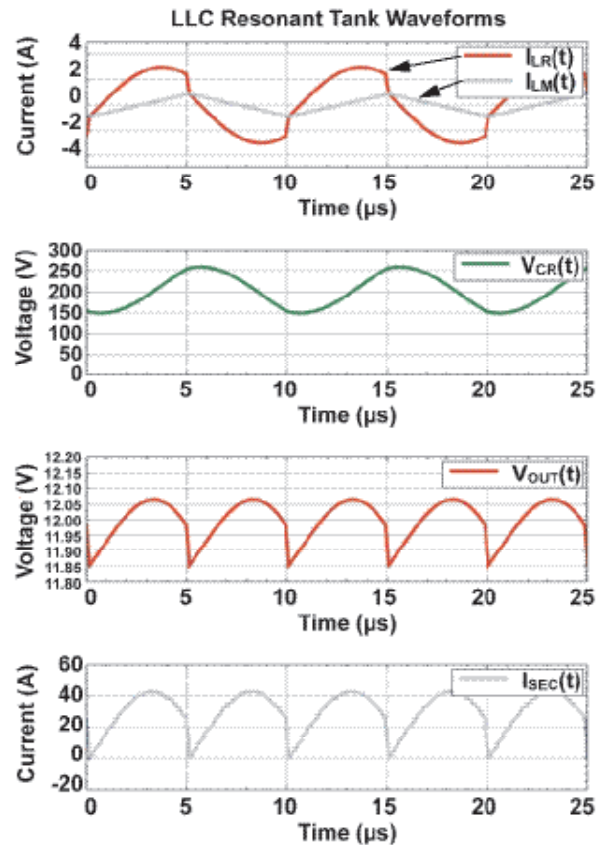 LLC Resonant Tank Waveforms
Current (A)
4
2
0
-2
-4
ILR(t)
ILM(t)
0 5 10 15 20 25
Time (µs)
Voltage (V)
300
250
200
150
100
50
0
VCR(t)
0 5 10 15 20 25
Time (µs)
Voltage (V)
12.20
12.15
12.10
12.05
12.00
11.95
11.90
11.85
11.80
VOUT(t)
0 5 10 15 20 25
Time (µs)
Current (A)
60
40
20
0
-20
ISEC(t)
0 5 10 15 20 25
Time (µs)